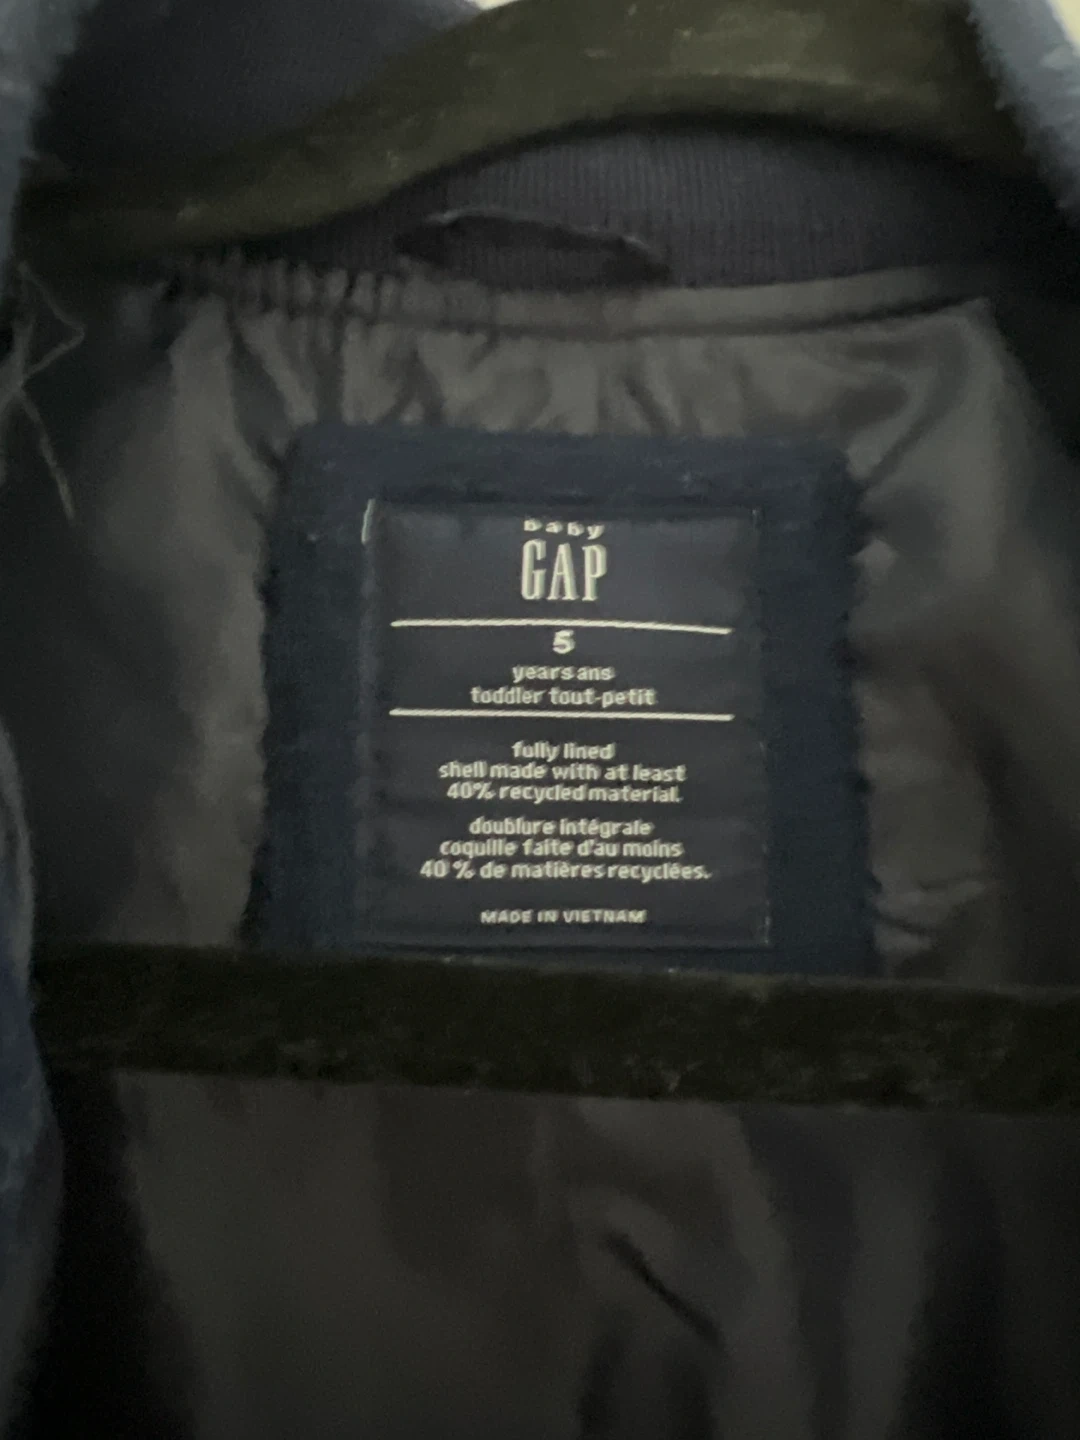 baby
GAP
5
years ans
toddler tout-petit
fully lined
shell made with at least
40% recycled material.
doublure intégrale
coquille faite d'au moins
40 % de matières recyclées.
MADE IN VIETNAM